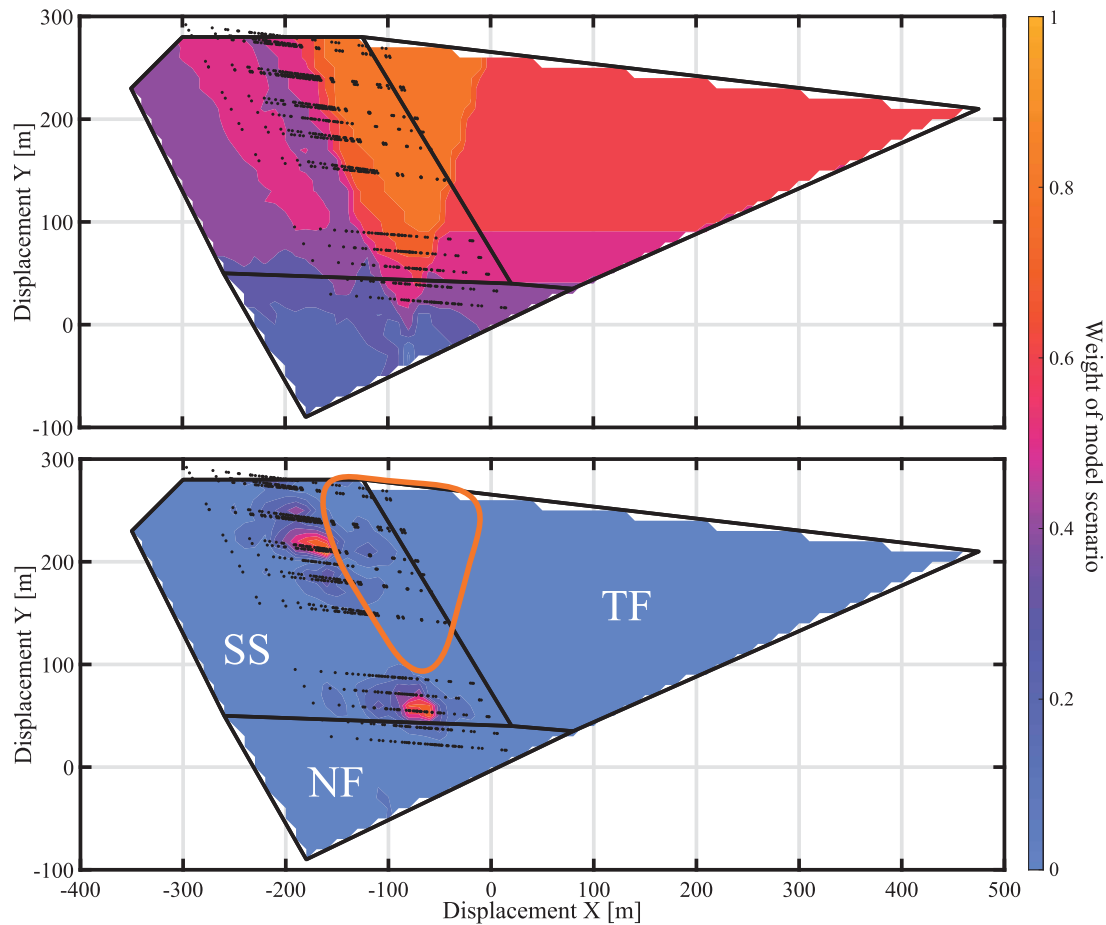 300
200
100
0
-100
Displacement Y [m]
300
200
100
0
-100
Displacement Y [m]
SS
TF
NF
-400 -300 -200 -100 0 100 200 300 400 500
Displacement X [m]
1
0.8
0.6
0.4
0.2
0
Weight of model scenario